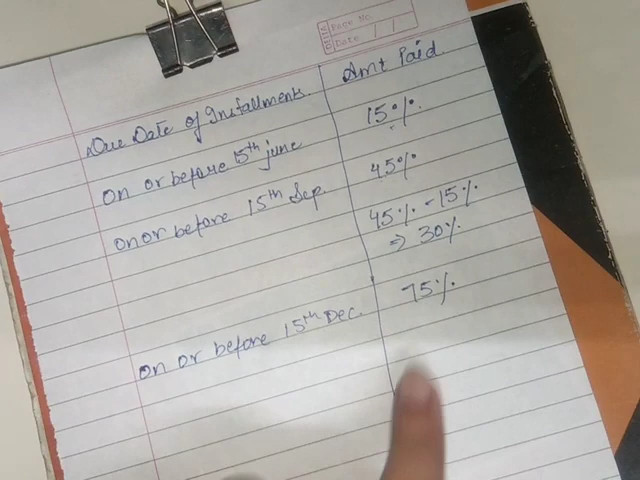 Page No.
Date / /
Due Date of Installments. Amt Paid
on or before 15th june 15%.
on or before 15th Sep. 45%
45% - 15%
⇒ 30%
on or before 15th Dec. 75%